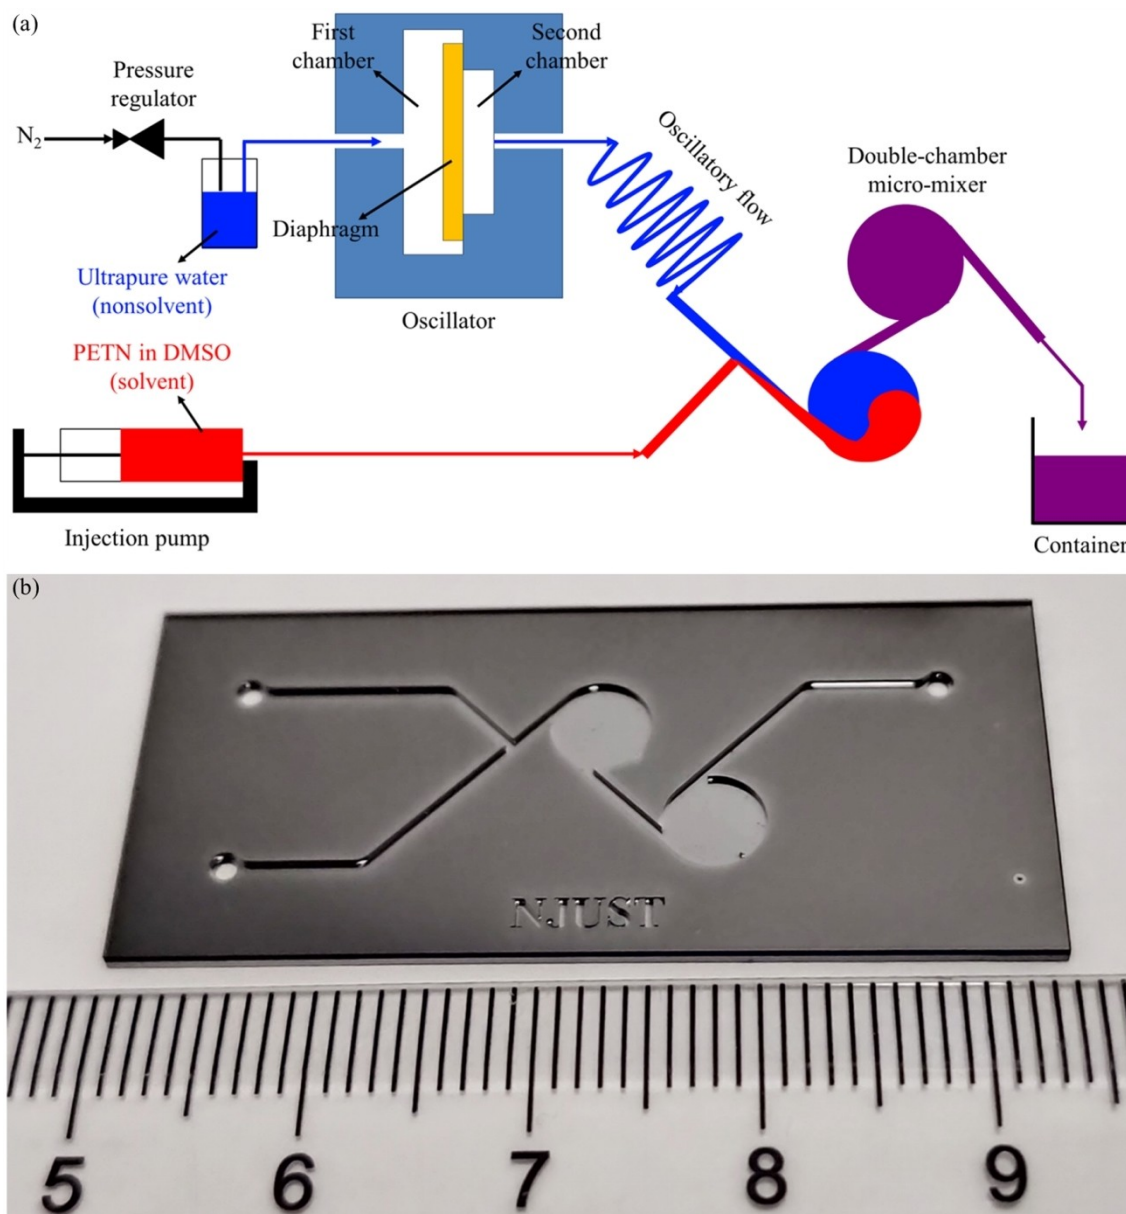 (a)
First
chamber
Second
chamber
Pressure
regulator
N₂
Oscillatory flow
Double-chamber
micro-mixer
Diaphragm
Ultrapure water
(nonsolvent)
Oscillator
PETN in DMSO
(solvent)
Injection pump
Container
(b)
NJUST
5 6 7 8 9